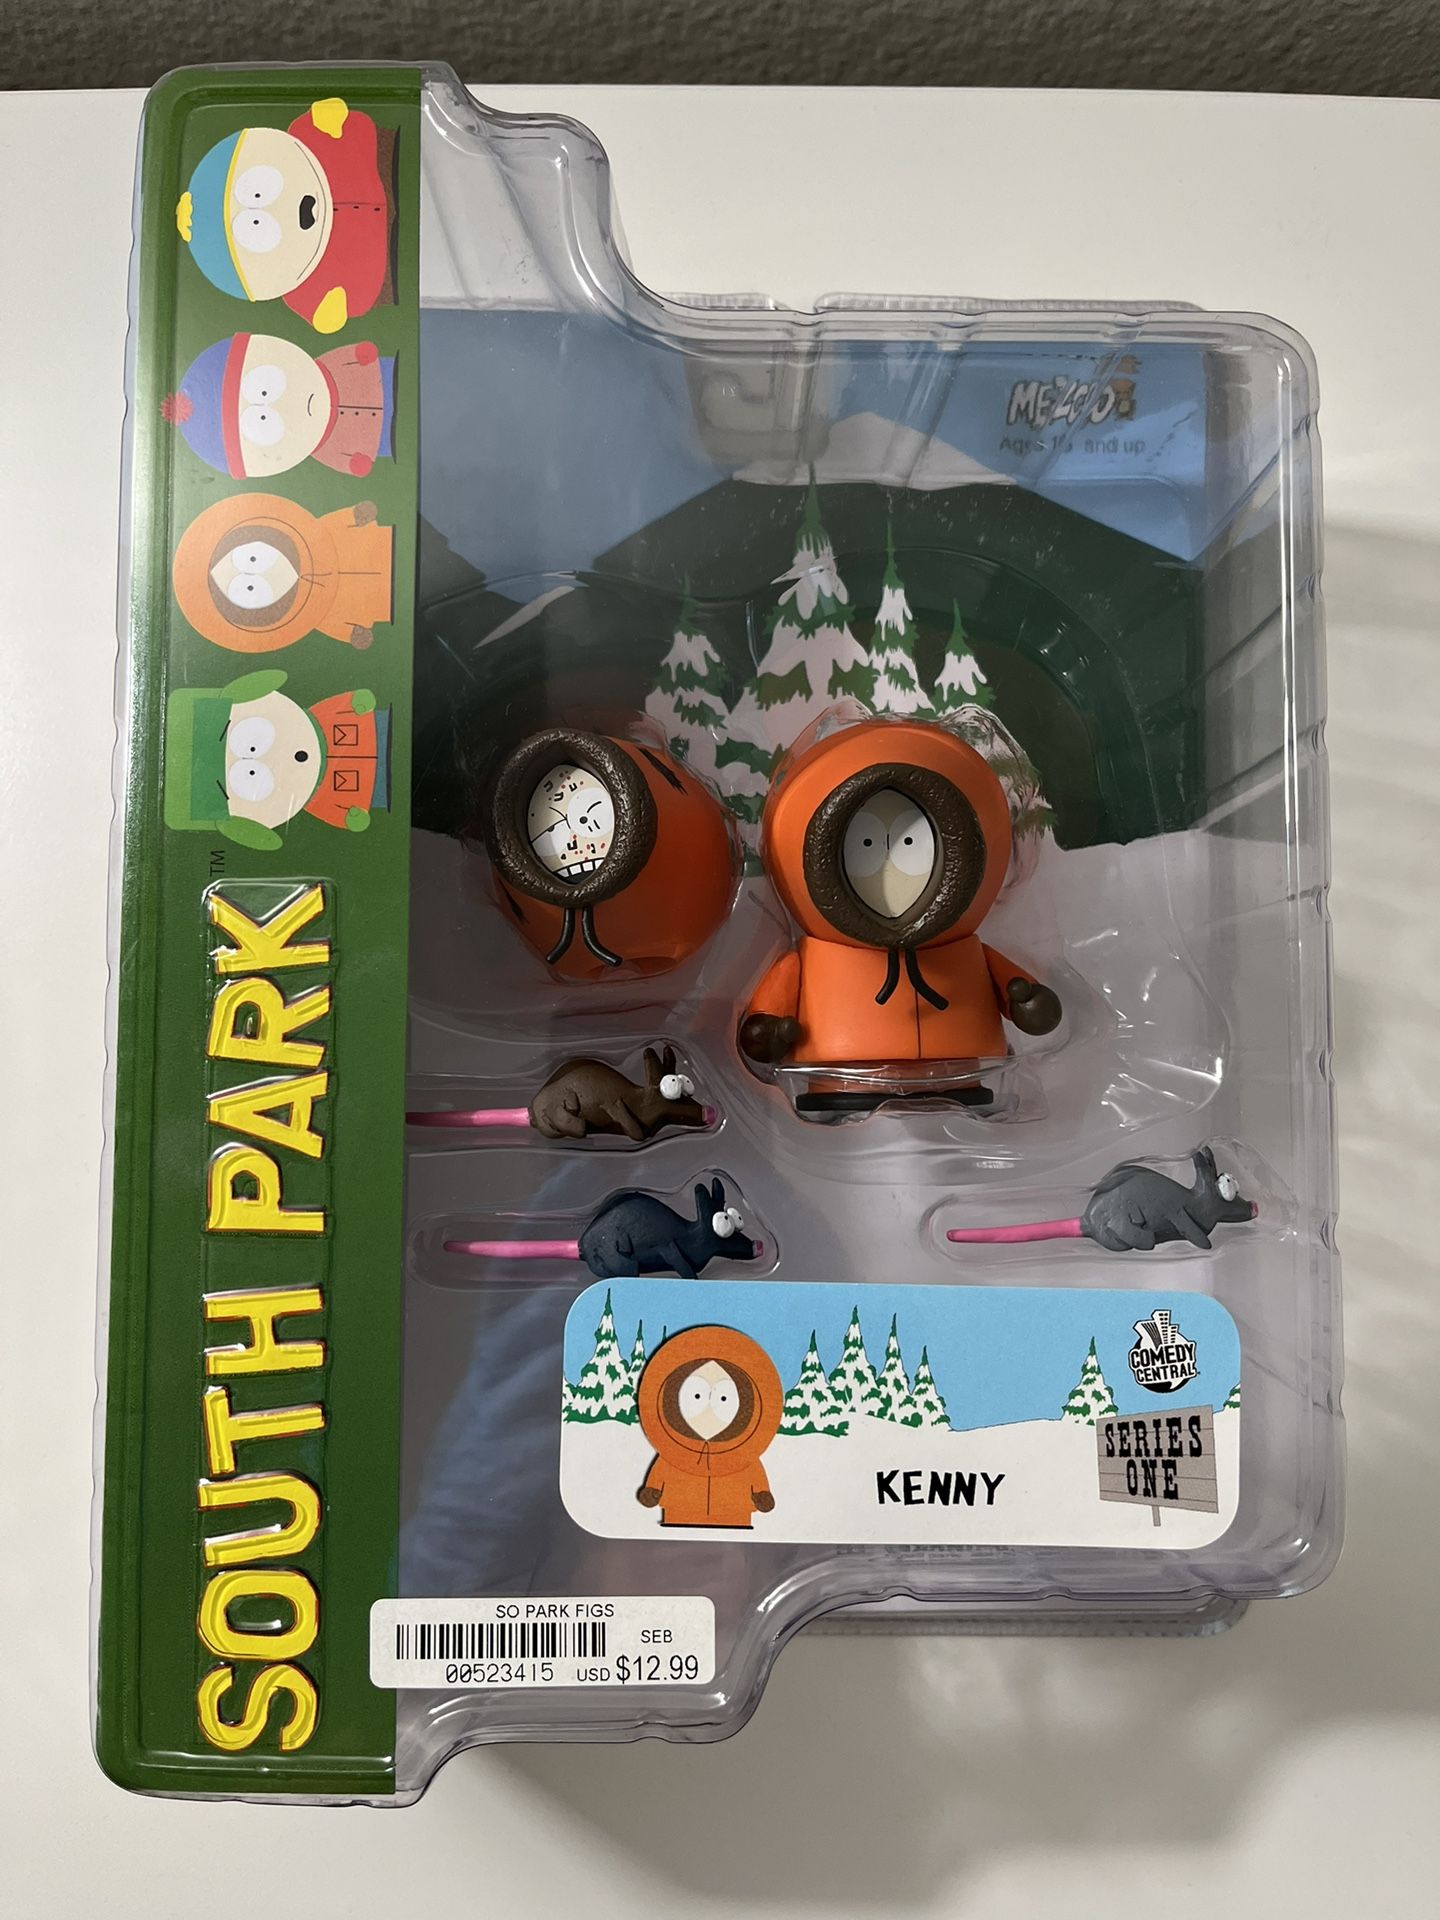 SOUTH PARK™
MEZCO
Ages 15 and up
COMEDY
CENTRAL
SERIES
ONE
KENNY
SO PARK FIGS
SEB
00523415 USD $12.99